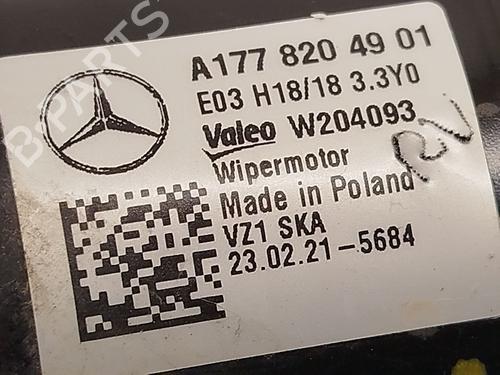 A177 820 49 01
E03 H18/18 3.3Y0
Valeo W204093
Wipermotor
Made in Poland
VZ1 SKA
23.02.21-5684
B-PARTS